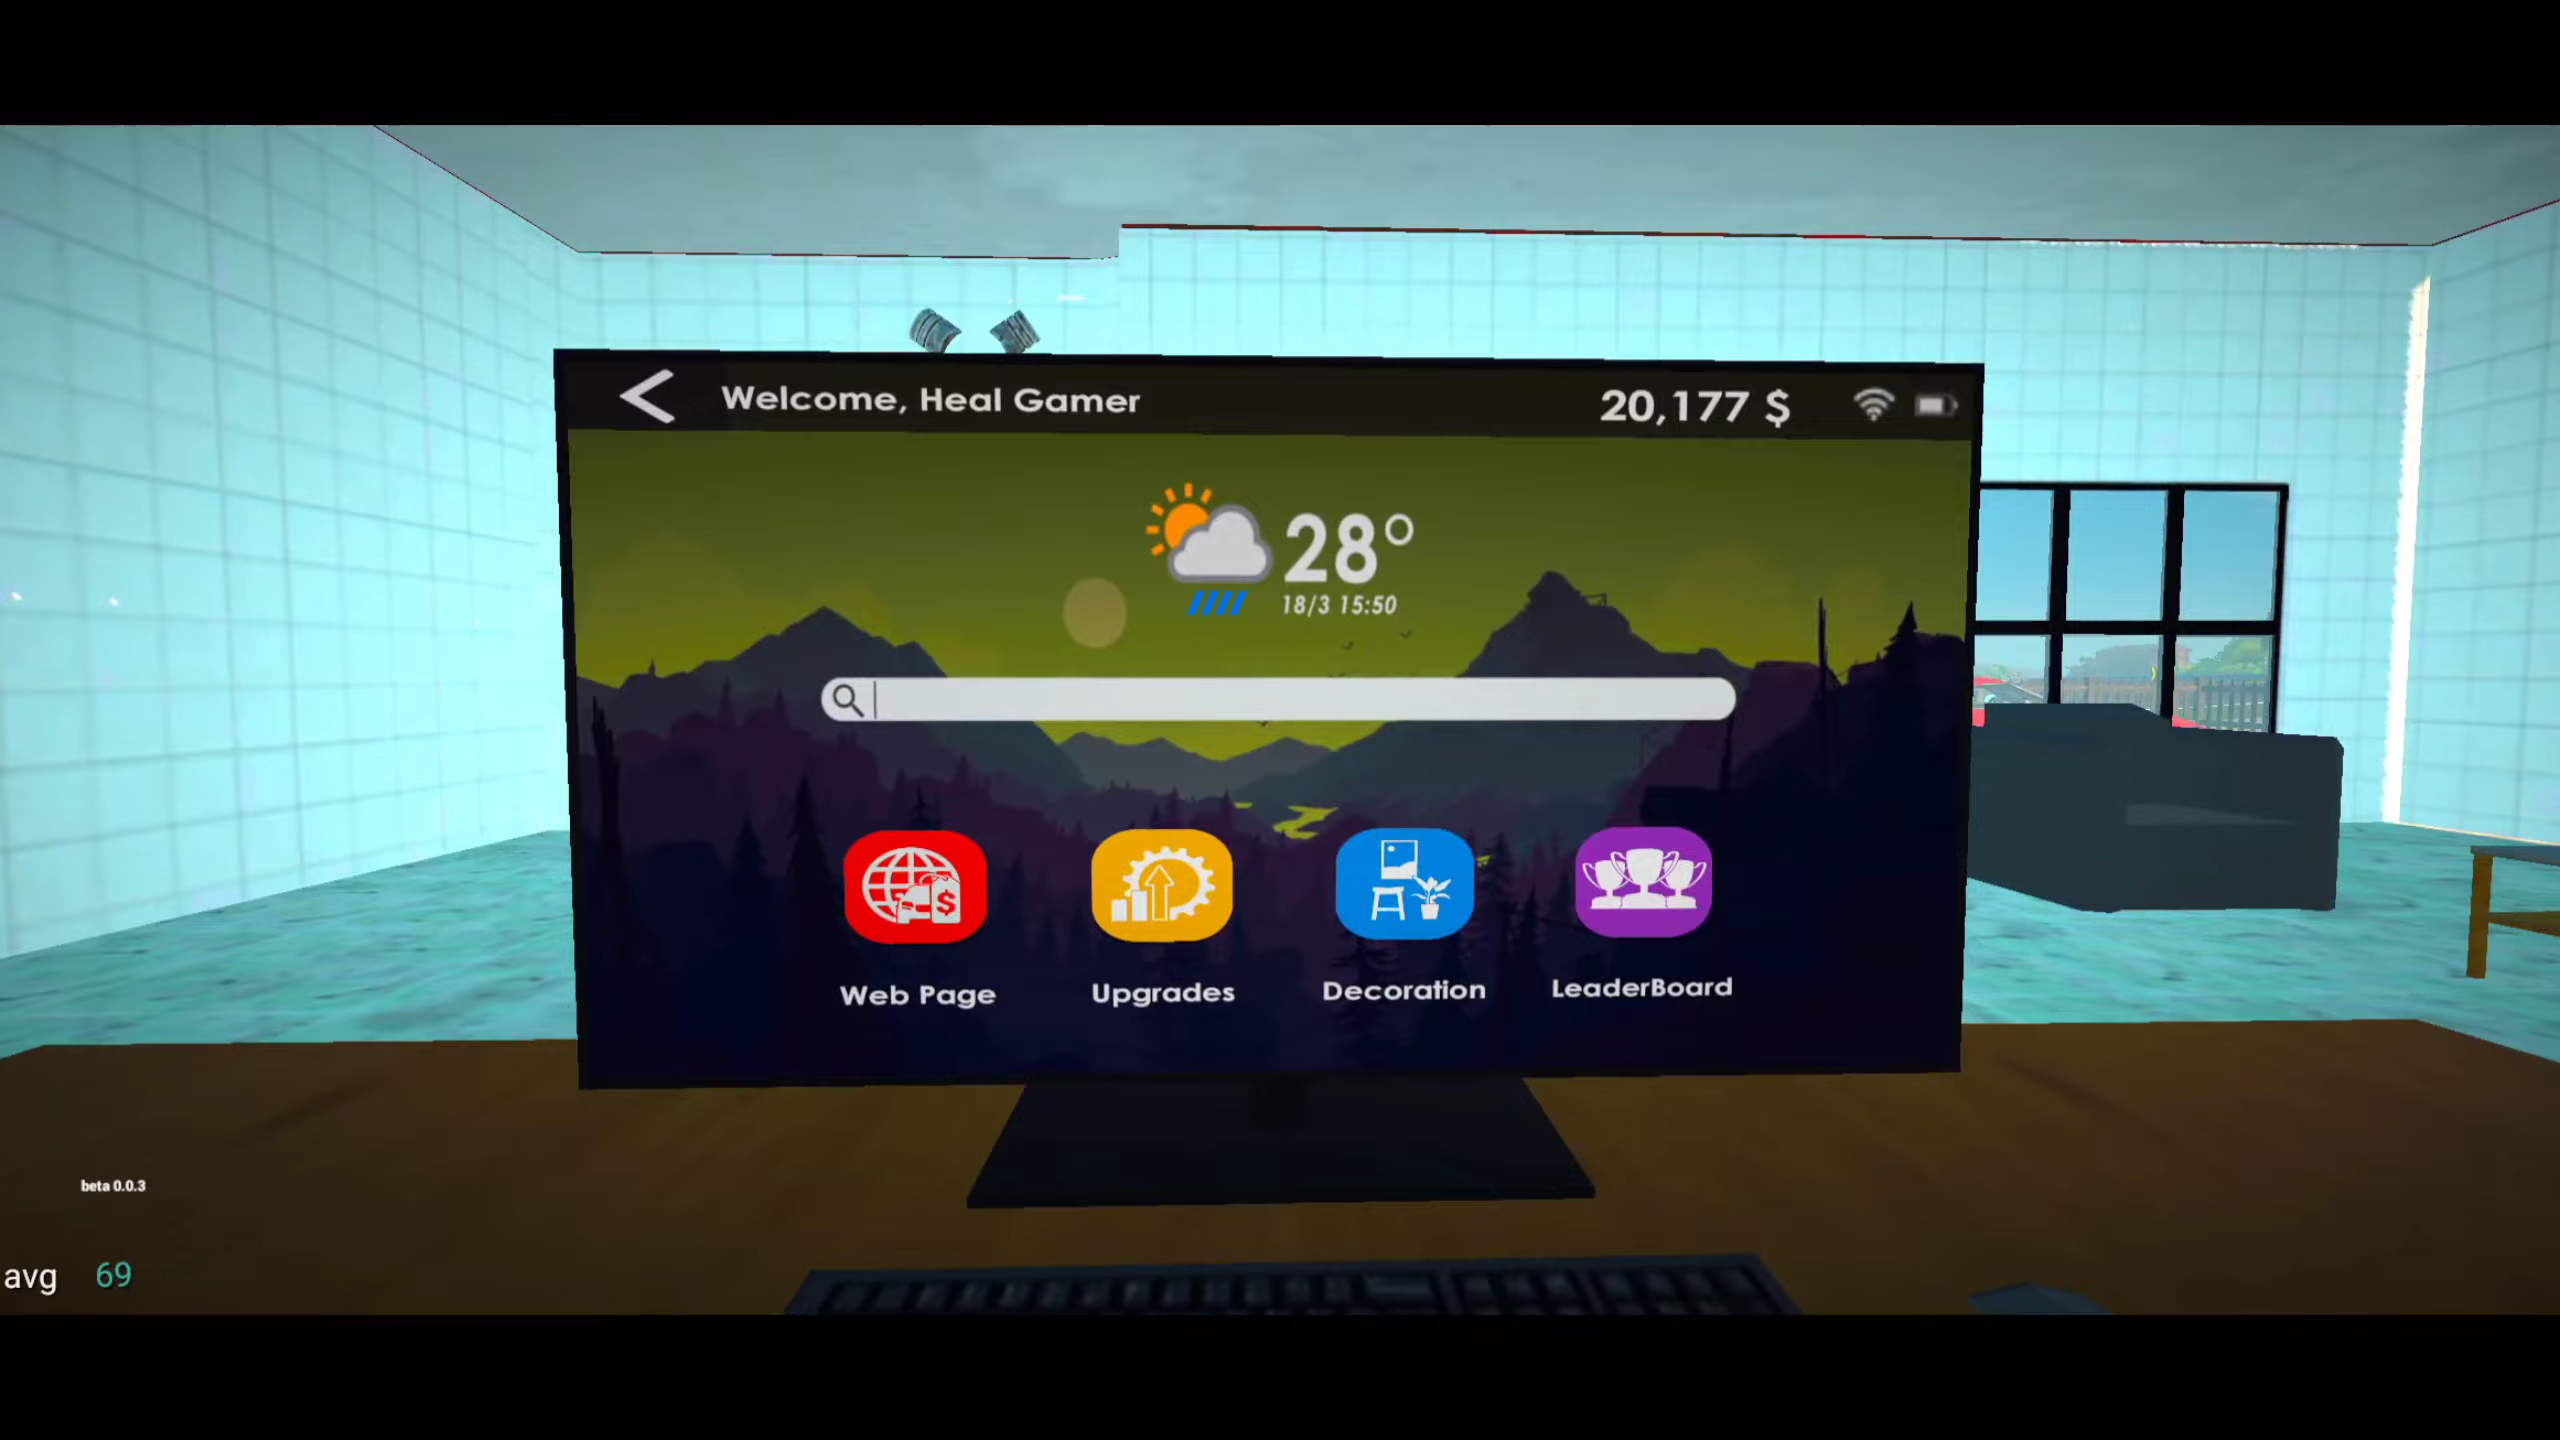 Welcome, Heal Gamer
20,177 $
28°
18/3 15:50
$
Web Page
Upgrades
Decoration
LeaderBoard
beta 0.0.3
avg 69